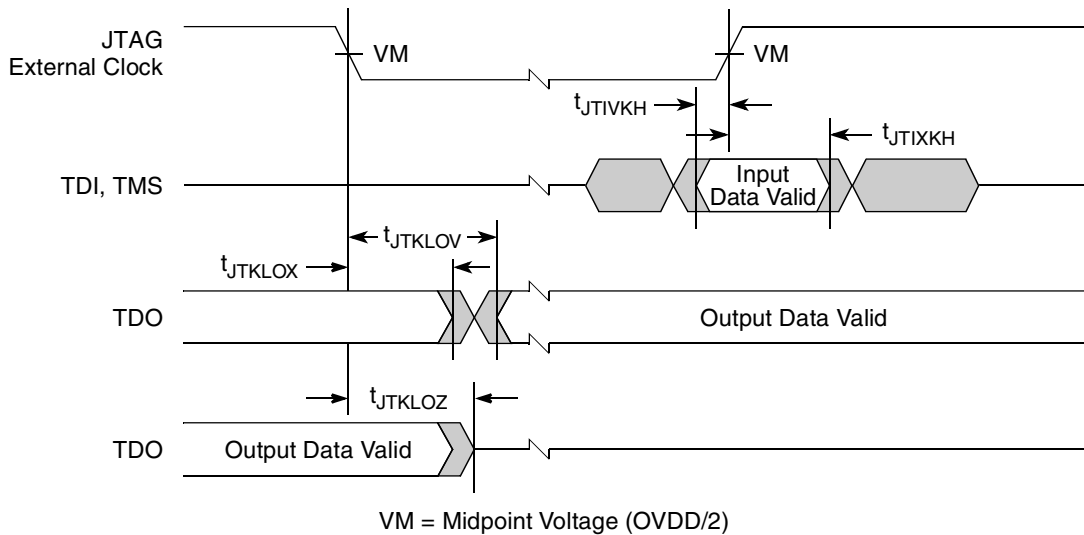 JTAG
External Clock
VM
VM
tJTIVKH
tJTIXKH
TDI, TMS
Input
Data Valid
tJTKLOV
tJTKLOX
TDO
Output Data Valid
tJTKLOZ
TDO
Output Data Valid
VM = Midpoint Voltage (OVDD/2)